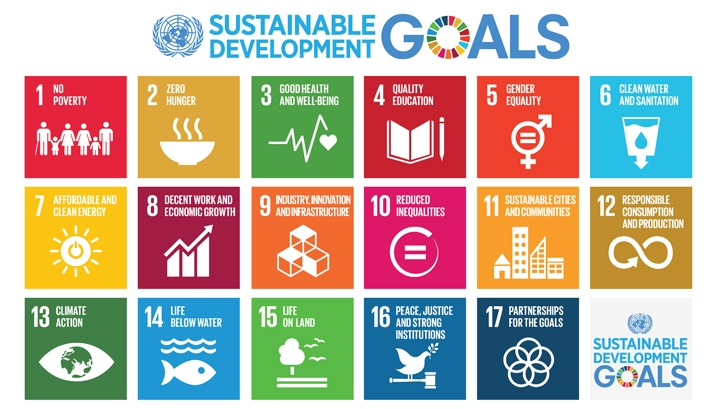 SUSTAINABLE
DEVELOPMENT
GOALS
1 NO
POVERTY
2 ZERO
HUNGER
3 GOOD HEALTH
AND WELL-BEING
4 QUALITY
EDUCATION
5 GENDER
EQUALITY
6 CLEAN WATER
AND SANITATION
7 AFFORDABLE AND
CLEAN ENERGY
8 DECENT WORK AND
ECONOMIC GROWTH
9 INDUSTRY, INNOVATION
AND INFRASTRUCTURE
10 REDUCED
INEQUALITIES
11 SUSTAINABLE CITIES
AND COMMUNITIES
12 RESPONSIBLE
CONSUMPTION
AND PRODUCTION
13 CLIMATE
ACTION
14 LIFE
BELOW WATER
15 LIFE
ON LAND
16 PEACE, JUSTICE
AND STRONG
INSTITUTIONS
17 PARTNERSHIPS
FOR THE GOALS
SUSTAINABLE
DEVELOPMENT
GOALS